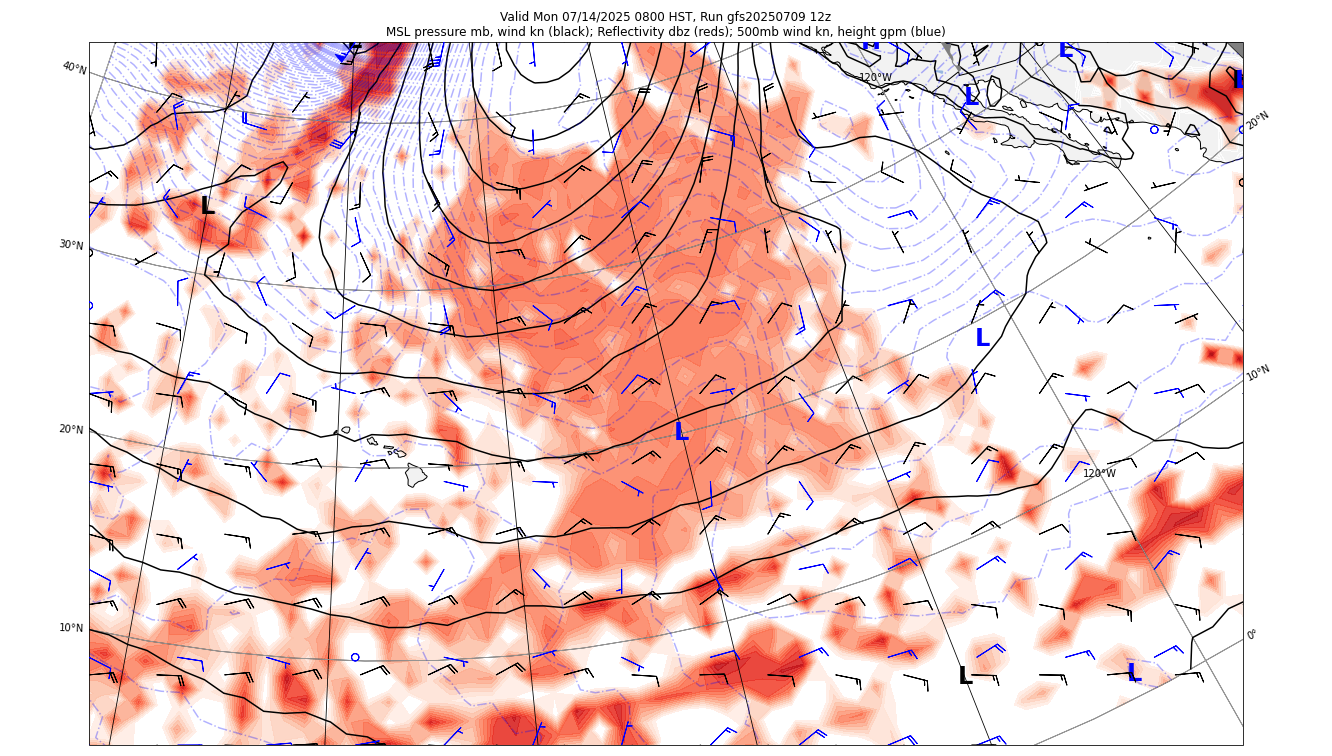 Valid Mon 07/14/2025 0800 HST, Run gfs20250709 12z
MSL pressure mb, wind kn (black); Reflectivity dbz (reds); 500mb wind kn, height gpm (blue)
L
H
L
40°N
120°W
L
L
20°N
L
30°N
L
10°N
20°N
L
120°W
10°N
0°
L
L